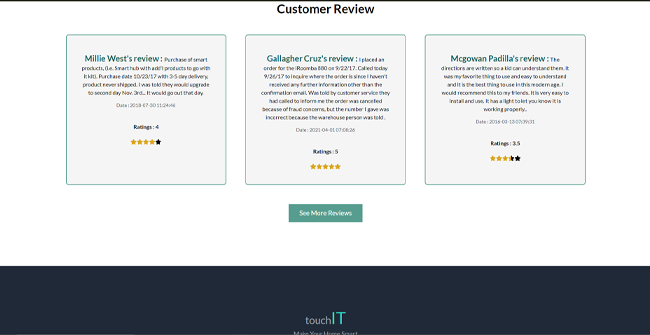 Customer Review
Millie West's review : Purchase of smart
products, (i.e. Smart hub with add'l products to go with
it kit). Purchase date 10/23/17 with 3-5 day delivery,
product never shipped. I was told they would upgrade
to second day Nov. 3rd... It would go out that day.
Date : 2018-07-30 11:24:46
Ratings : 4
Gallagher Cruz's review : I placed an
order for the iRoomba 880 on 9/22/17. Called today
9/26/17 to inquire where the order is since I haven't
received any further information other than the
confirmation email. Was told by customer service they
had called to inform me the order was cancelled
because of fraud concerns, but the number I gave was
incorrect because the warehouse person was told .
Date : 2021-04-01 07:08:26
Ratings : 5
Mcgowan Padilla's review : The
directions are written so a kid can understand them. It
was my favorite thing to use and easy to understand
and it is the best thing to use in this modern age. I
would recommend this to my friends. It is very easy to
install and use. It has a light to let you know it is
working properly..
Date : 2016-03-13 07:39:31
Ratings : 3.5
See More Reviews
touchIT
Make Your Home Smart